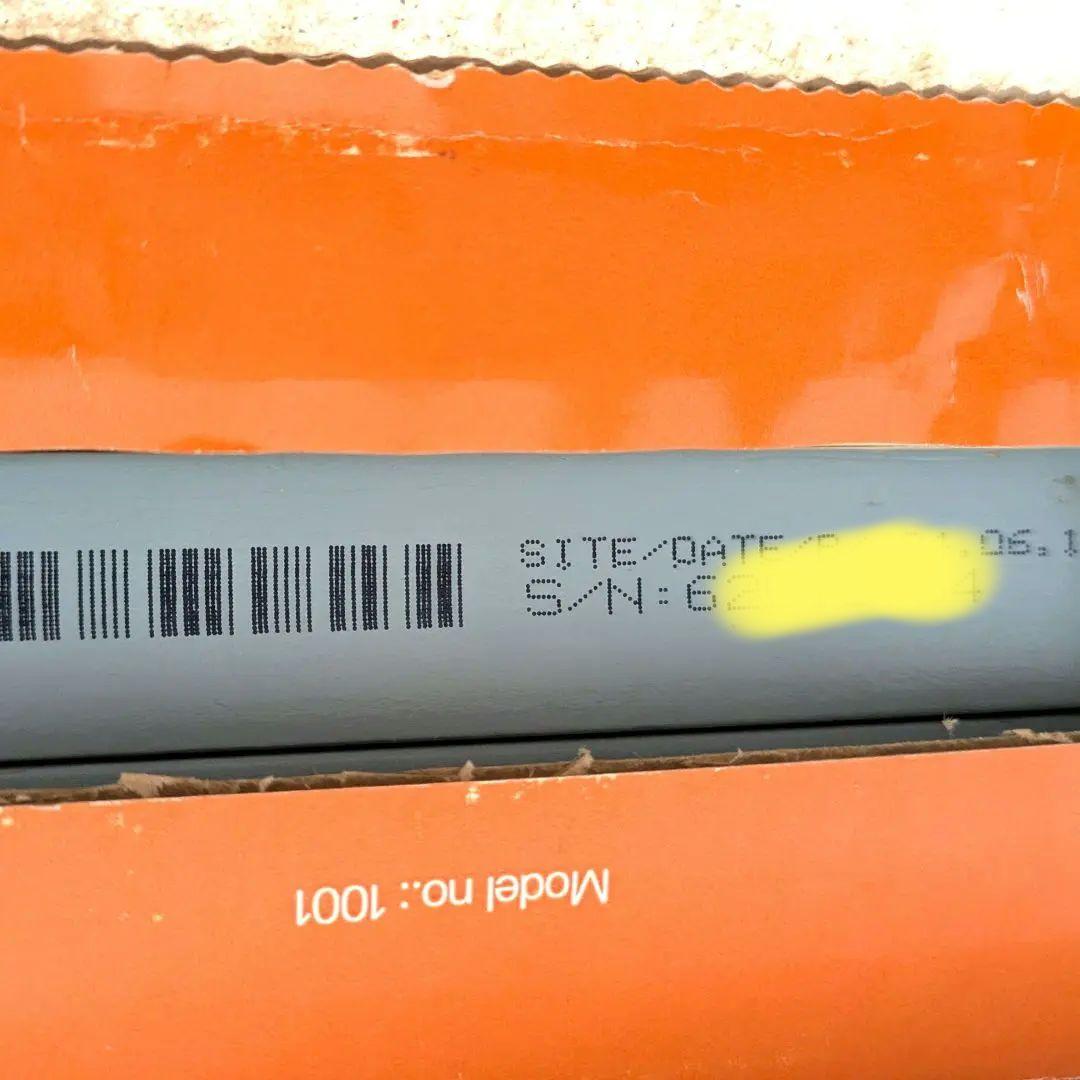 SITE/DATE/
S/N:62
Model no.: 1001